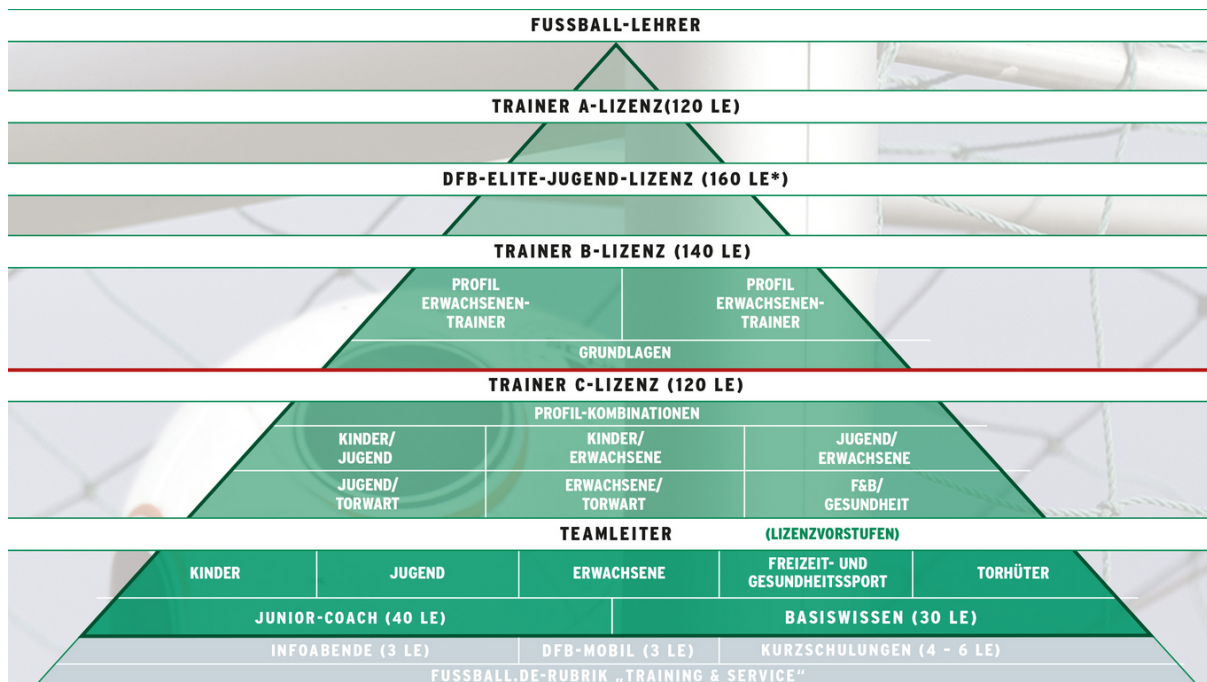 FUSSBALL-LEHRER
TRAINER A-LIZENZ(120 LE)
DFB-ELITE-JUGEND-LIZENZ (160 LE*)
TRAINER B-LIZENZ (140 LE)
PROFIL
ERWACHSENEN-
TRAINER
PROFIL
ERWACHSENEN-
TRAINER
GRUNDLAGEN
TRAINER C-LIZENZ (120 LE)
PROFIL-KOMBINATIONEN
KINDER/
JUGEND
KINDER/
ERWACHSENE
JUGEND/
ERWACHSENE
JUGEND/
TORWART
ERWACHSENE/
TORWART
F&B/
GESUNDHEIT
TEAMLEITER (LIZENZVORSTUFEN)
KINDER
JUGEND
ERWACHSENE
FREIZEIT- UND
GESUNDHEITSSPORT
TORHÜTER
JUNIOR-COACH (40 LE)
BASISWISSEN (30 LE)
INFOABENDE (3 LE)
DFB-MOBIL (3 LE)
KURZSCHULUNGEN (4 – 6 LE)
FUSSBALL.DE-RUBRIK „TRAINING & SERVICE“